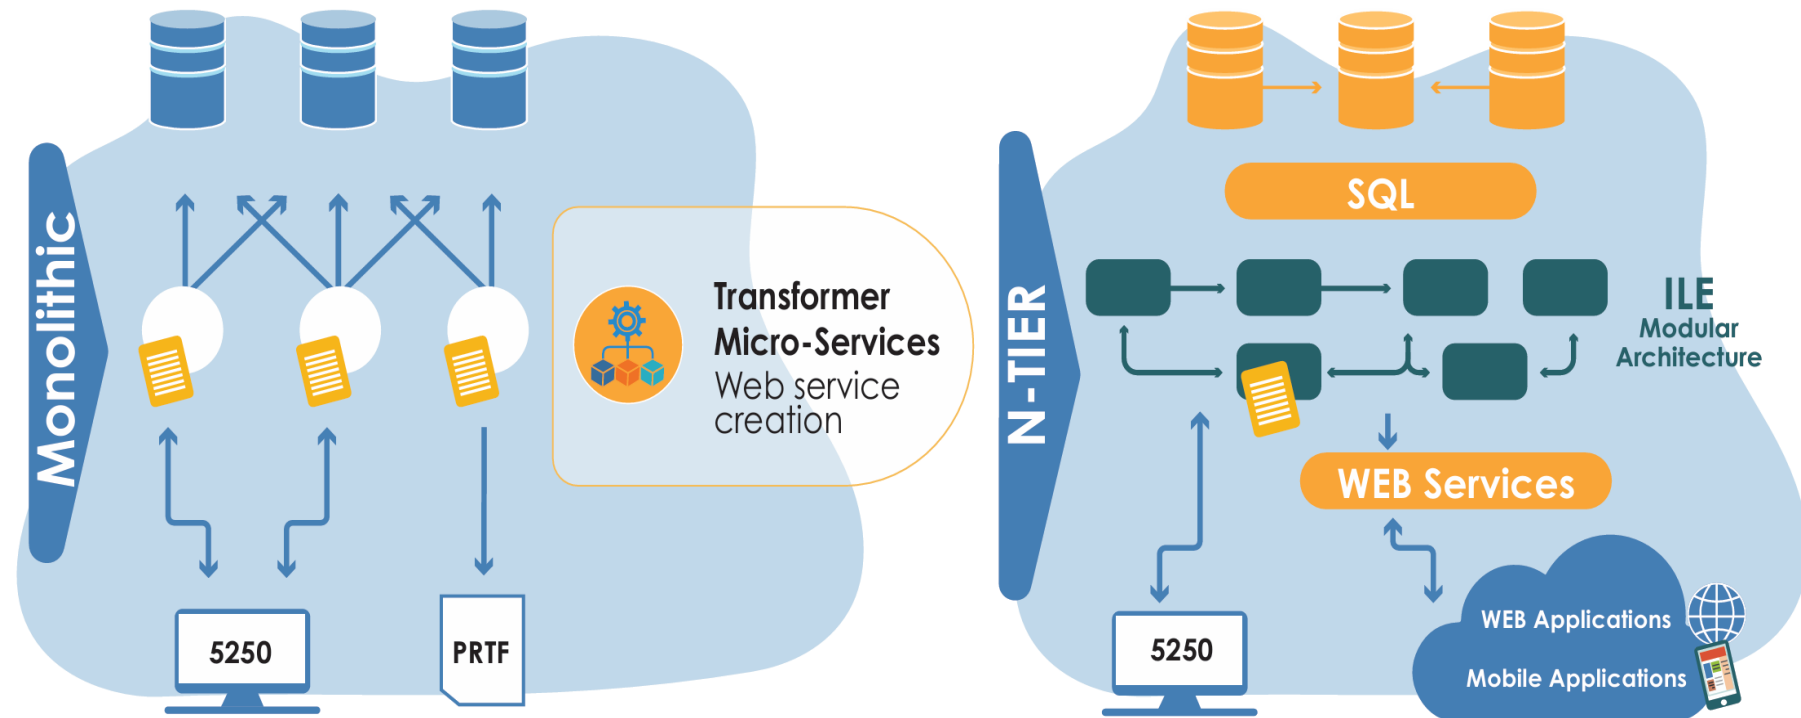 Monolithic
5250
PRTF
Transformer
Micro-Services
Web service
creation
N-TIER
SQL
ILE
Modular
Architecture
WEB Services
5250
WEB Applications
Mobile Applications